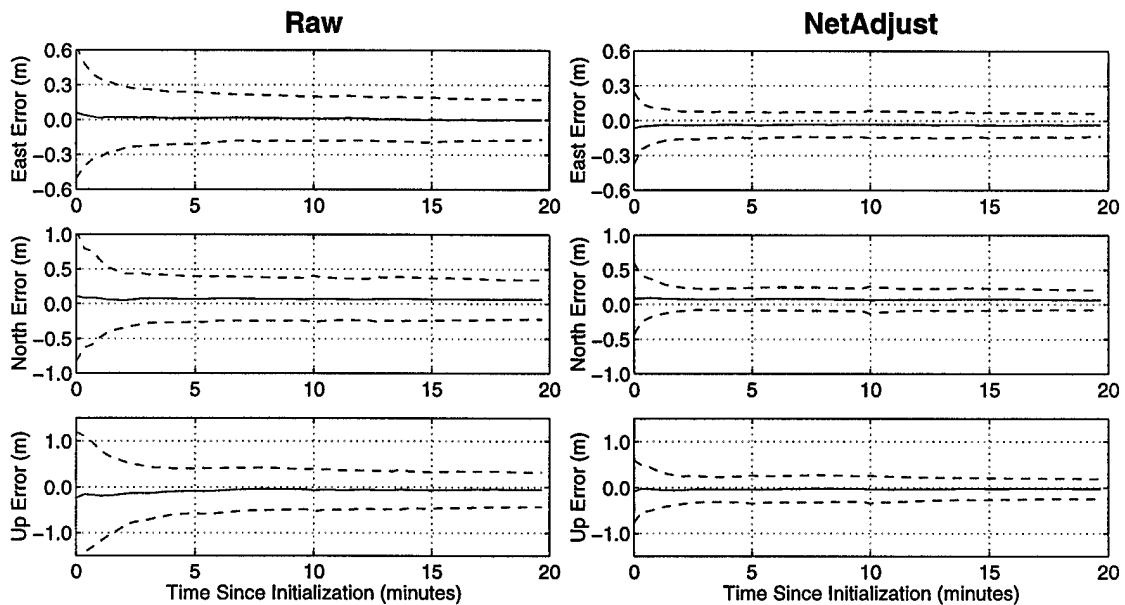 Raw
NetAdjust
East Error (m)
0.6
0.3
0.0
−0.3
−0.6
0 5 10 15 20
East Error (m)
0.6
0.3
0.0
−0.3
−0.6
0 5 10 15 20
North Error (m)
1.0
0.5
0.0
−0.5
−1.0
0 5 10 15 20
North Error (m)
1.0
0.5
0.0
−0.5
−1.0
0 5 10 15 20
Up Error (m)
1.0
0.0
−1.0
0 5 10 15 20
Time Since Initialization (minutes)
Up Error (m)
1.0
0.0
−1.0
0 5 10 15 20
Time Since Initialization (minutes)